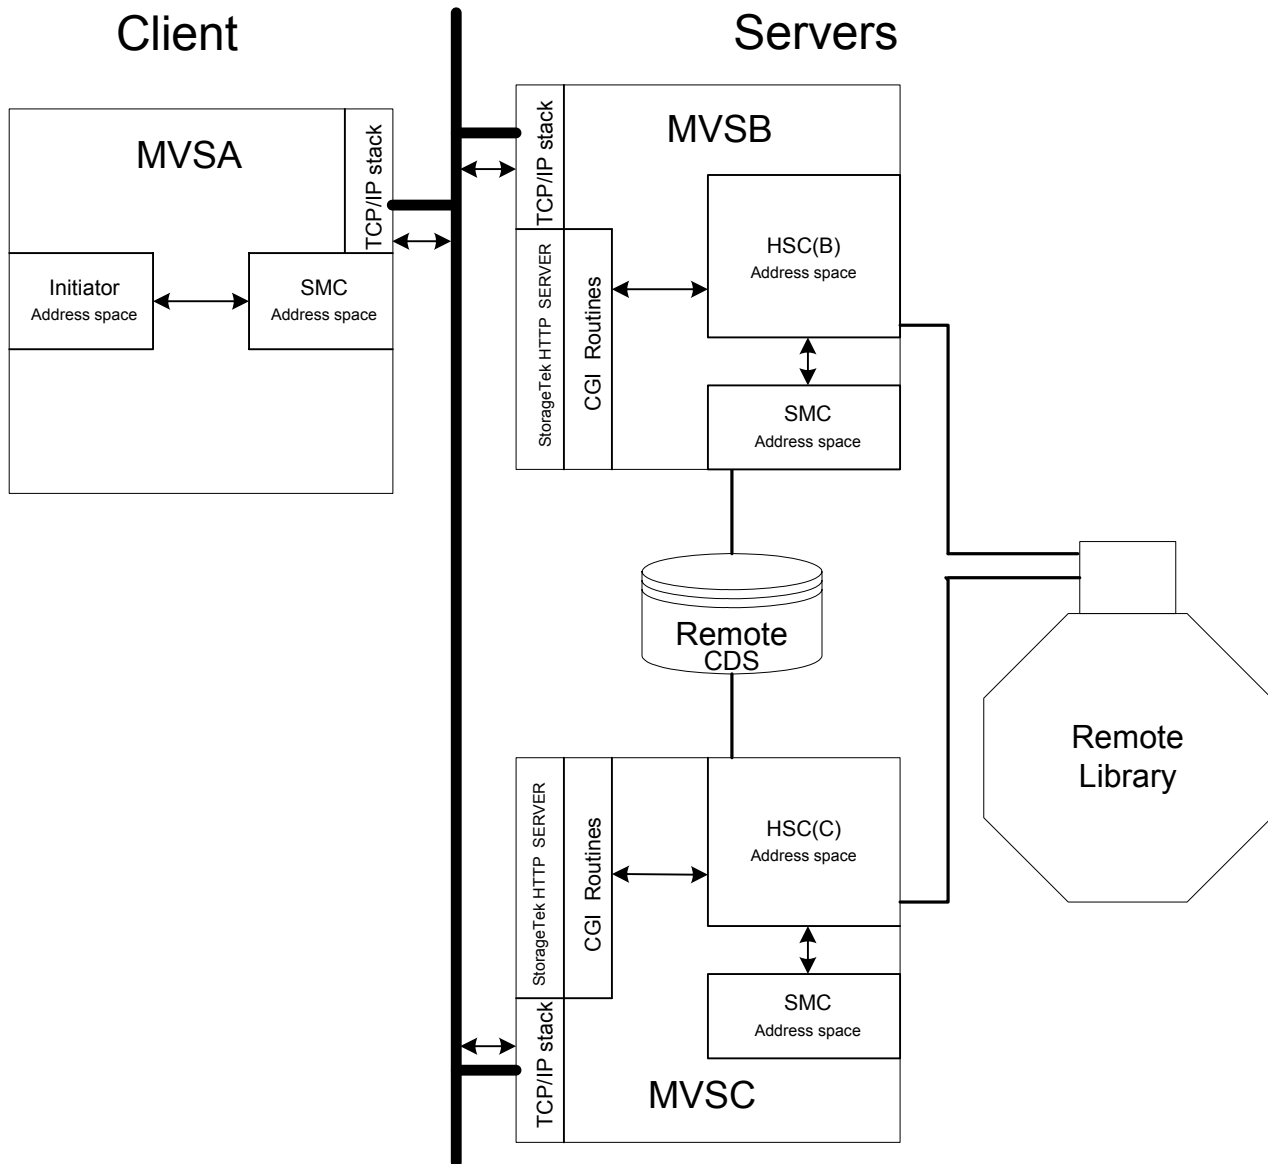 Client
Servers
MVSA
TCP/IP stack
Initiator
Address space
SMC
Address space
TCP/IP stack
MVSB
StorageTek HTTP SERVER
CGI Routines
HSC(B)
Address space
SMC
Address space
Remote
CDS
Remote
Library
StorageTek HTTP SERVER
CGI Routines
HSC(C)
Address space
SMC
Address space
TCP/IP stack
MVSC